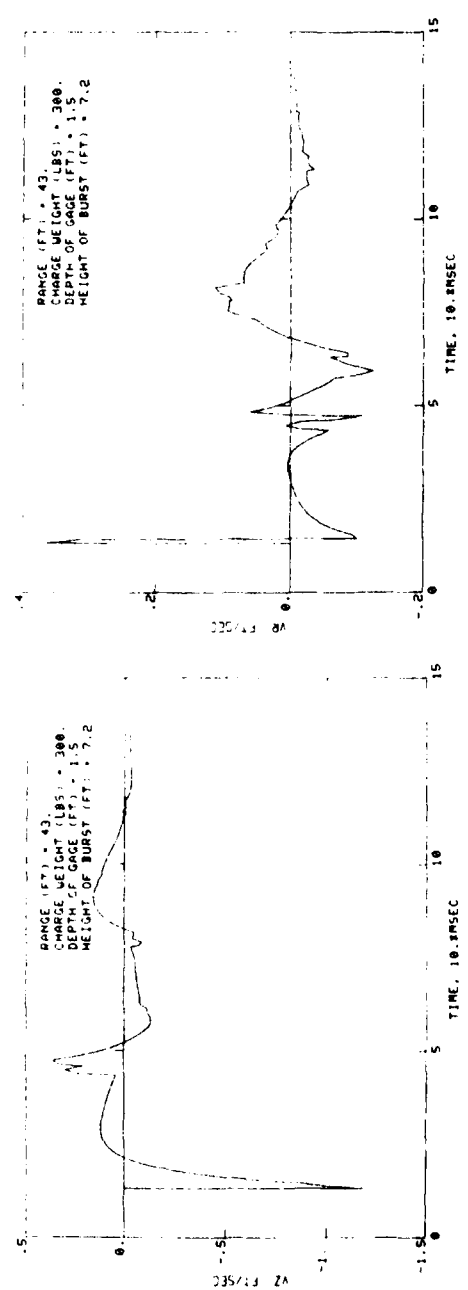 RANGE (FT) = 43.
CHARGE WEIGHT (LBS) = 300.
DEPTH OF GAGE (FT) = 1.5
HEIGHT OF BURST (FT) = 7.2
.5
0.
-.5
-1.
-1.5
VZ FT/SEC
0
5
10
15
TIME, 10.*MSEC
RANGE (FT) = 43.
CHARGE WEIGHT (LBS) = 300.
DEPTH OF GAGE (FT) = 1.5
HEIGHT OF BURST (FT) = 7.2
.4
.2
0.
-.2
VR FT/SEC
0
5
10
15
TIME, 10.*MSEC